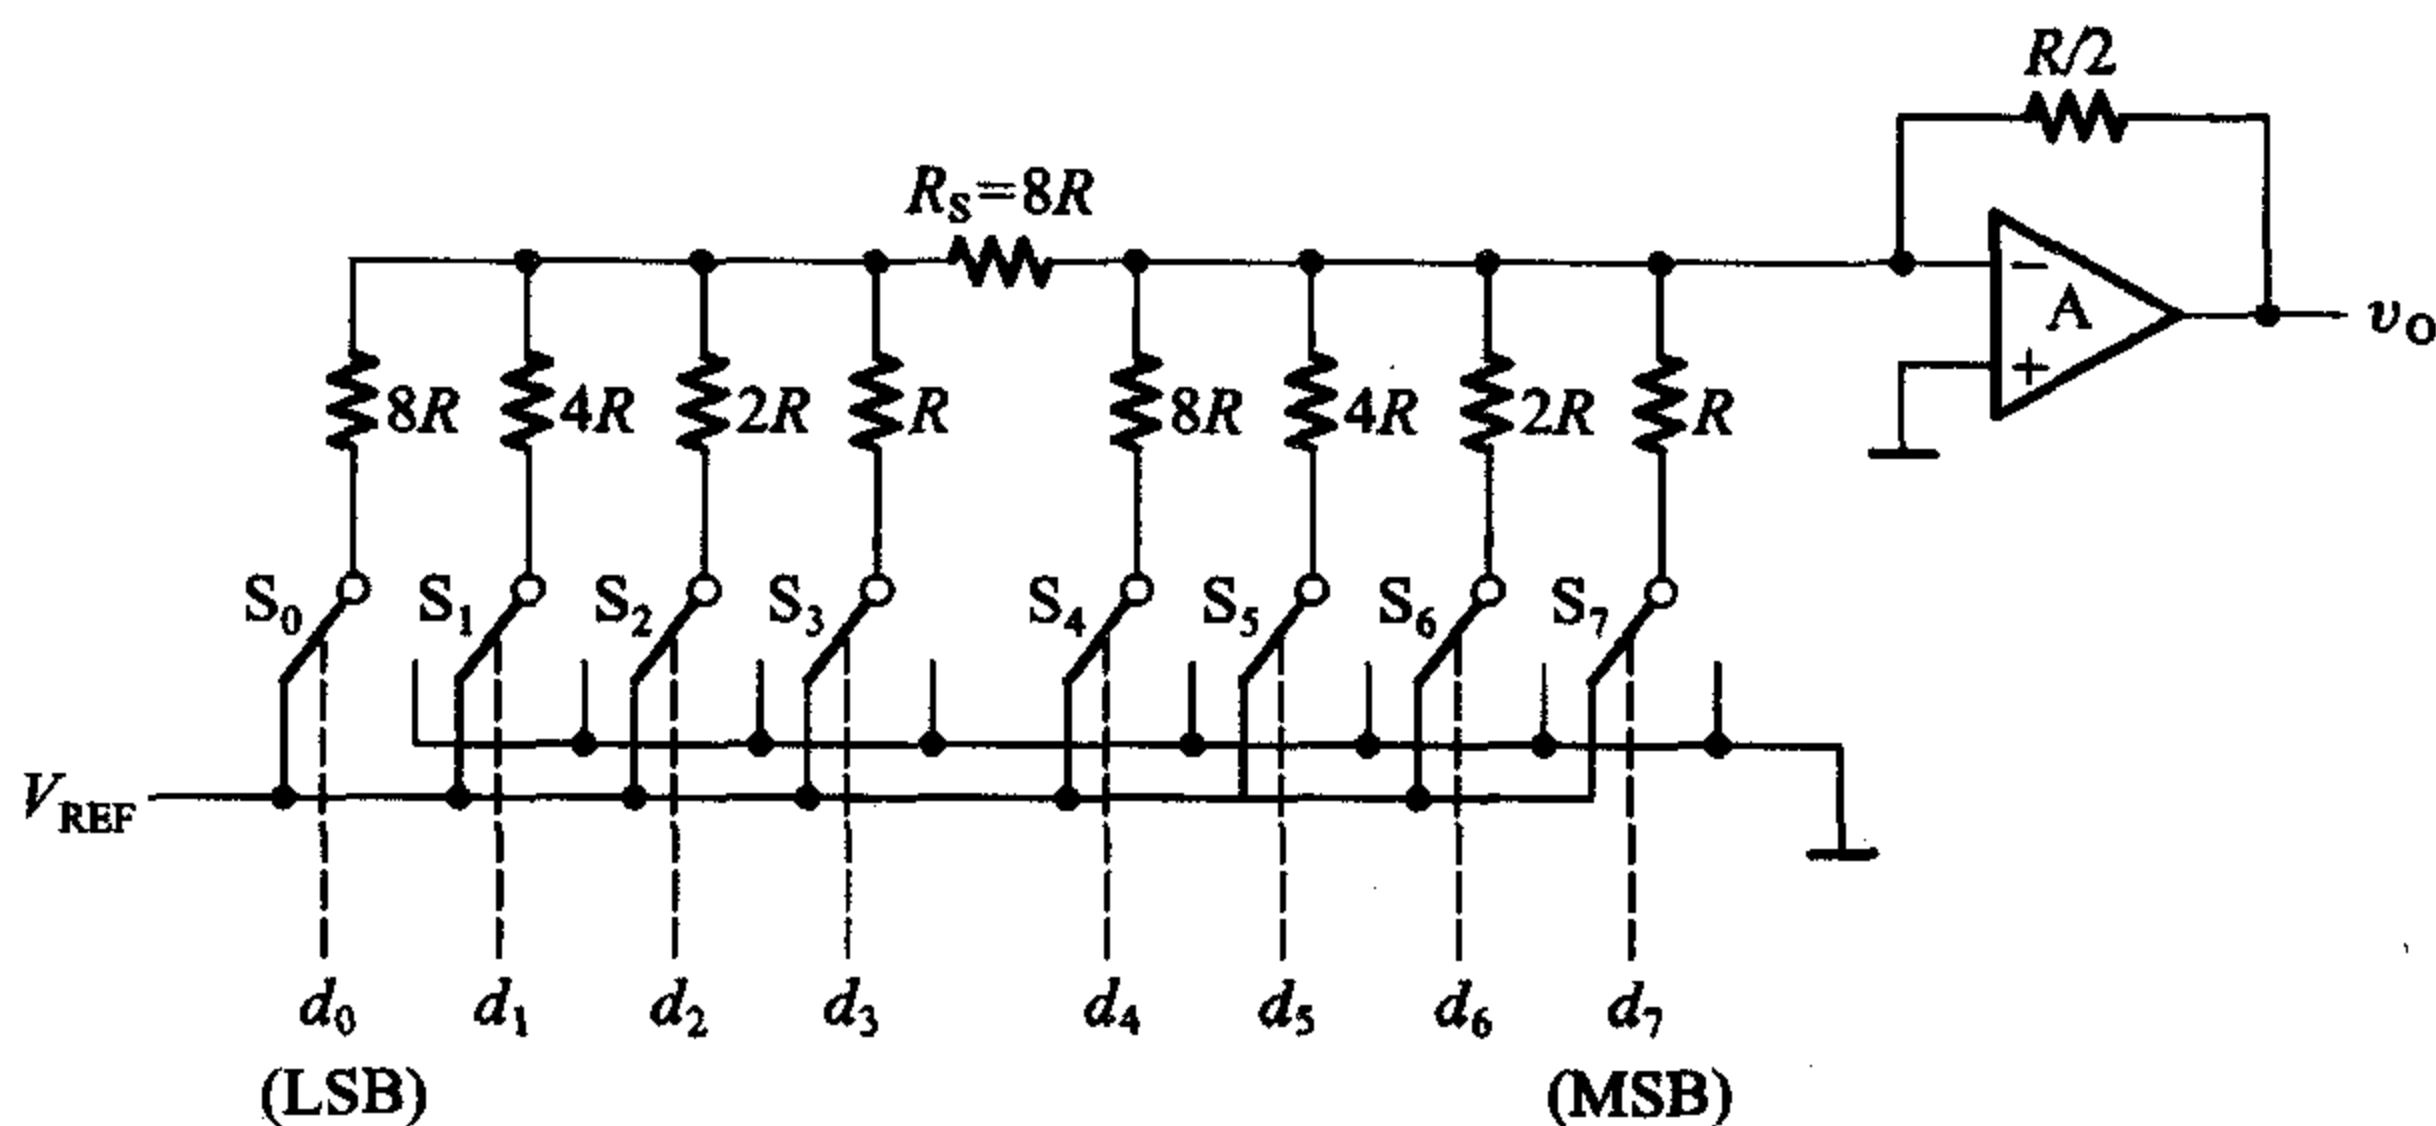 R/2
R_S=8R
− A
+
v_O
8R 4R 2R R 8R 4R 2R R
S_0 S_1 S_2 S_3 S_4 S_5 S_6 S_7
V_REF
d_0 d_1 d_2 d_3 d_4 d_5 d_6 d_7
(LSB) (MSB)